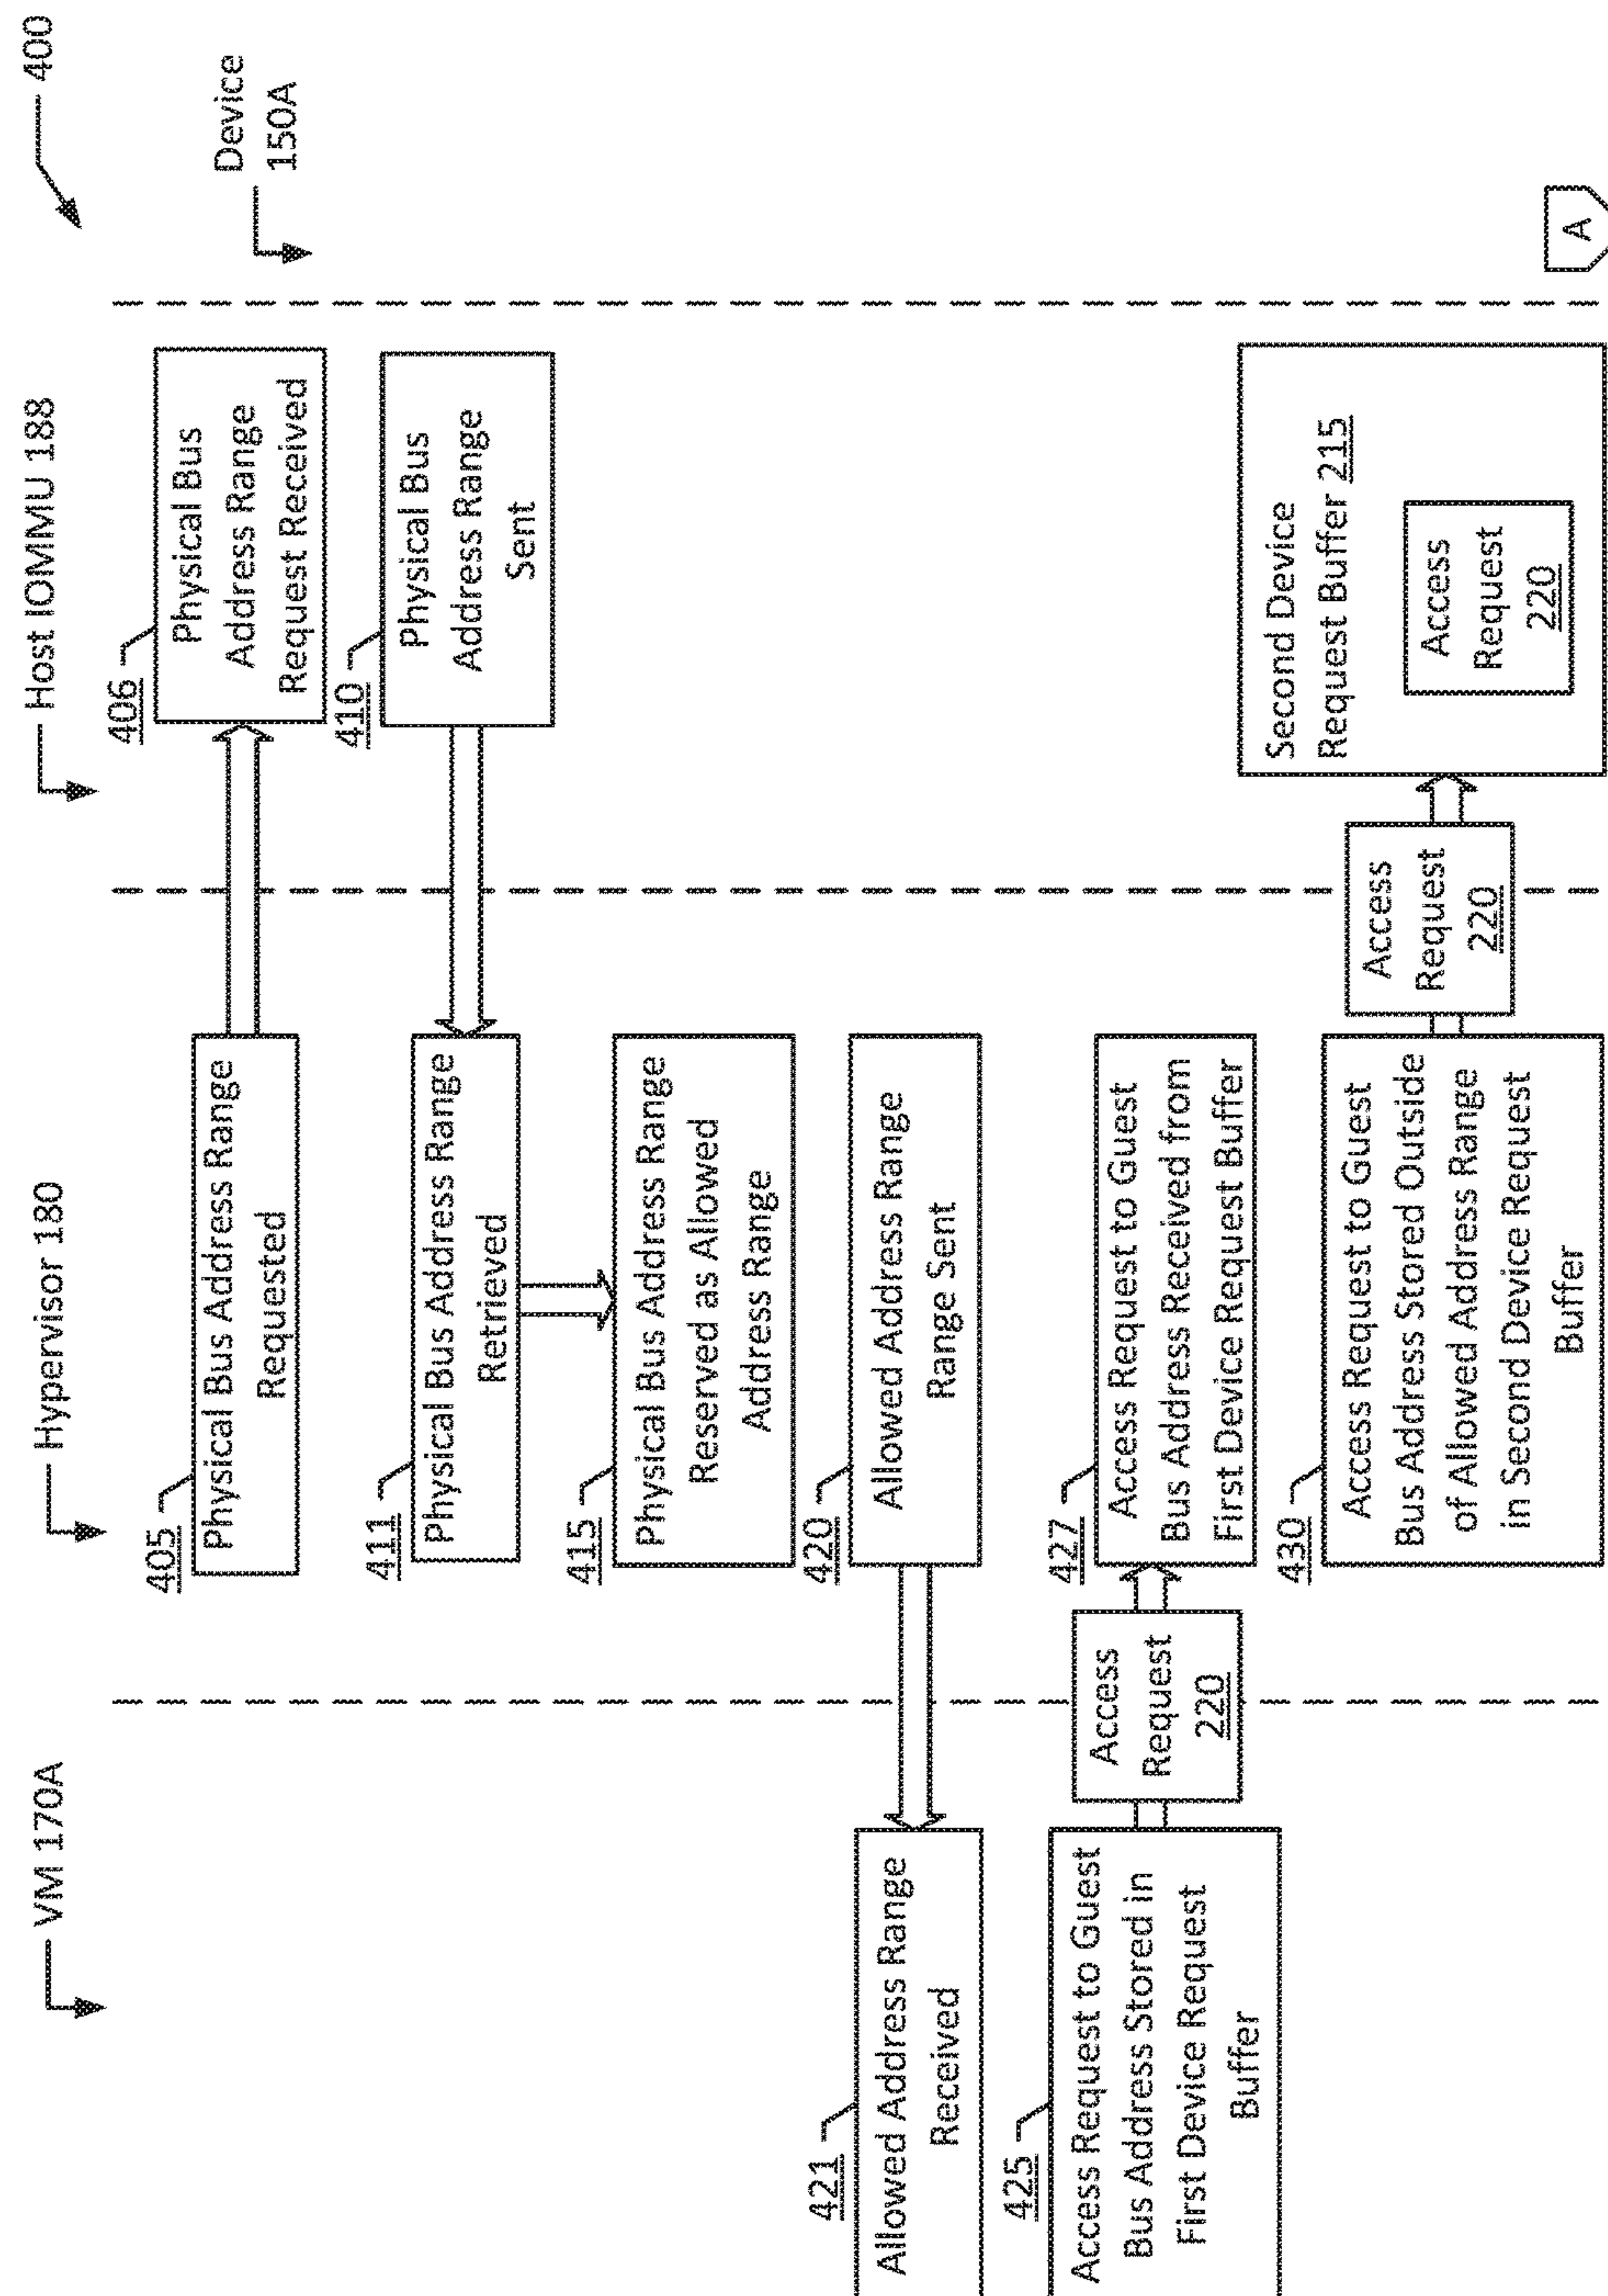 400
VM 170A
Hypervisor 180
Host IOMMU 188
Device
150A
405
Physical Bus Address Range
Requested
406
Physical Bus
Address Range
Request Received
410
Physical Bus
Address Range
Sent
411
Physical Bus Address Range
Retrieved
415
Physical Bus Address Range
Reserved as Allowed
Address Range
420
Allowed Address Range
Range Sent
421
Allowed Address Range
Received
425
Access Request to Guest
Bus Address Stored in
First Device Request
Buffer
Access
Request
220
427
Access Request to Guest
Bus Address Received from
First Device Request Buffer
430
Access Request to Guest
Bus Address Stored Outside
of Allowed Address Range
in Second Device Request
Buffer
Access
Request
220
Second Device
Request Buffer 215
Access
Request
220
A